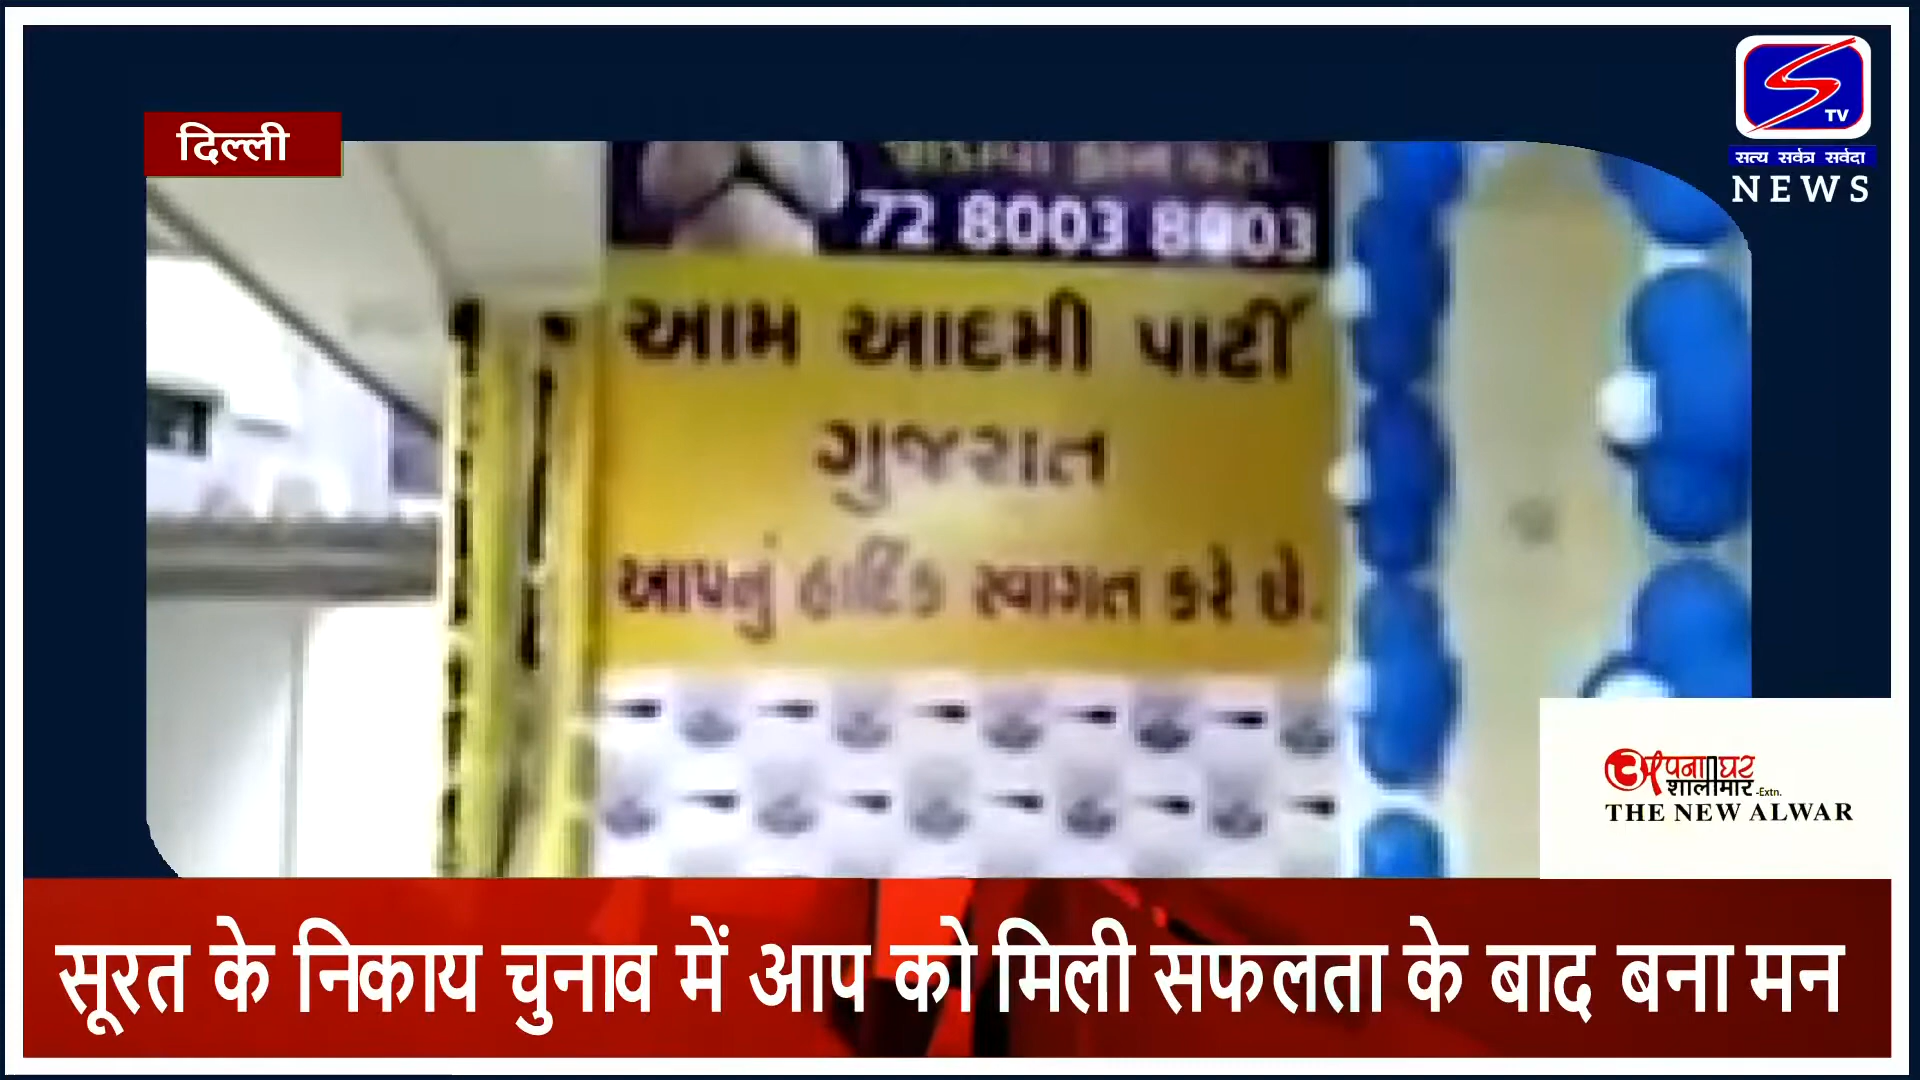 दिल्ली
TV
सत्य सर्वत्र सर्वदा
NEWS
72 8003 8003
આમ આદમી પાર્ટી
ગુજરાત
આપનું હાર્દિક સ્વાગત કરે છે.
अपना घर
शालीमार -Extn.
THE NEW ALWAR
सूरत के निकाय चुनाव में आप को मिली सफलता के बाद बना मन